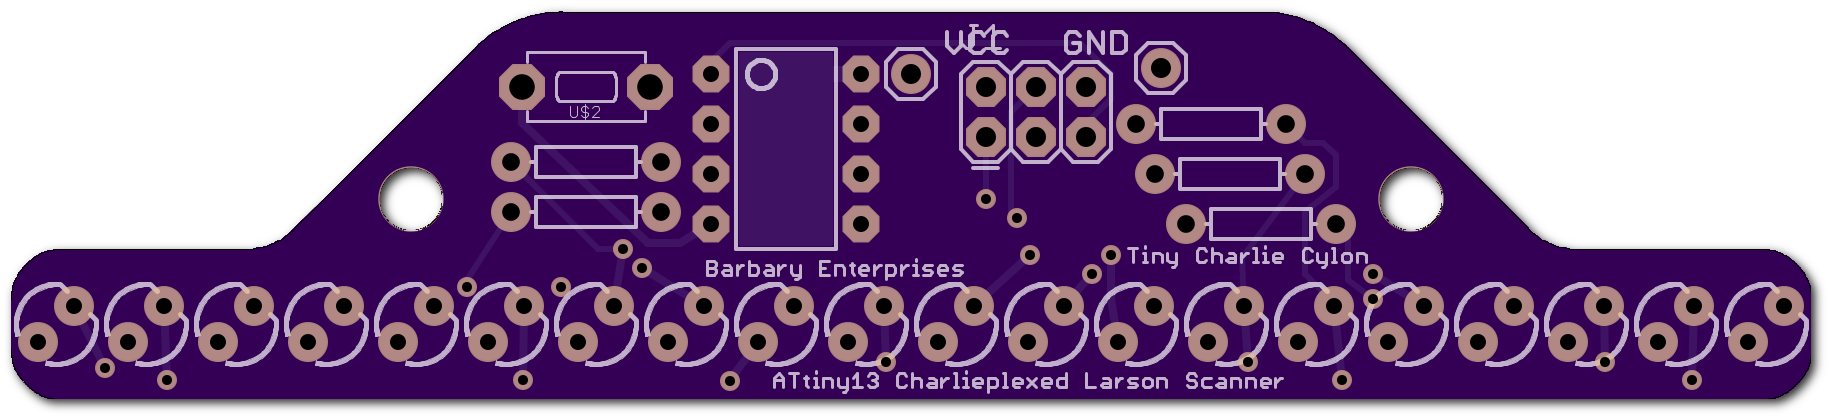 VCC GND
U$2
Tiny Charlie Cylon
Barbary Enterprises
ATtiny13 Charlieplexed Larson Scanner